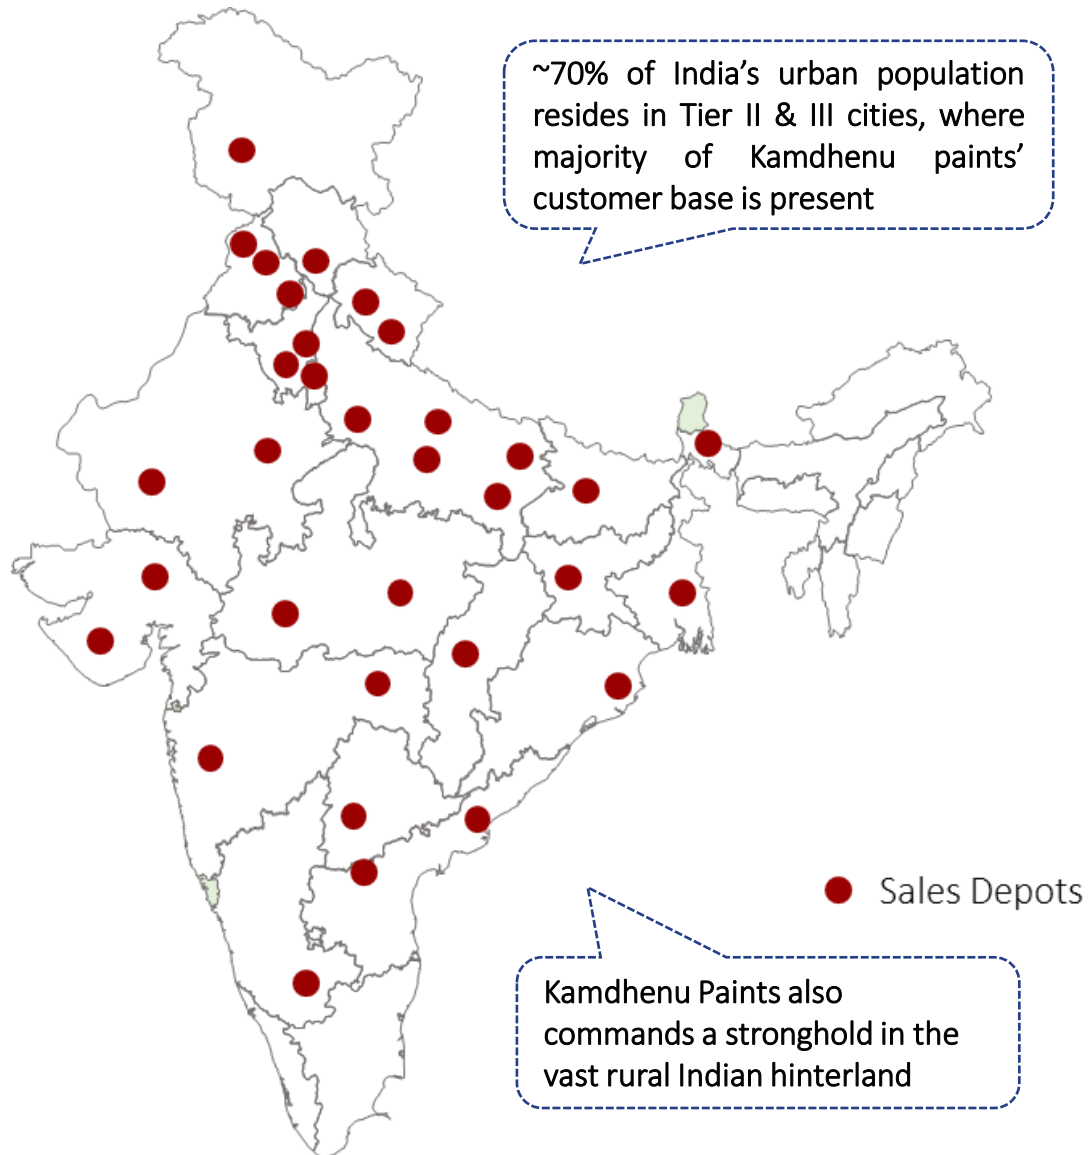 ~70% of India’s urban population
resides in Tier II & III cities, where
majority of Kamdhenu paints’
customer base is present
Sales Depots
Kamdhenu Paints also
commands a stronghold in the
vast rural Indian hinterland